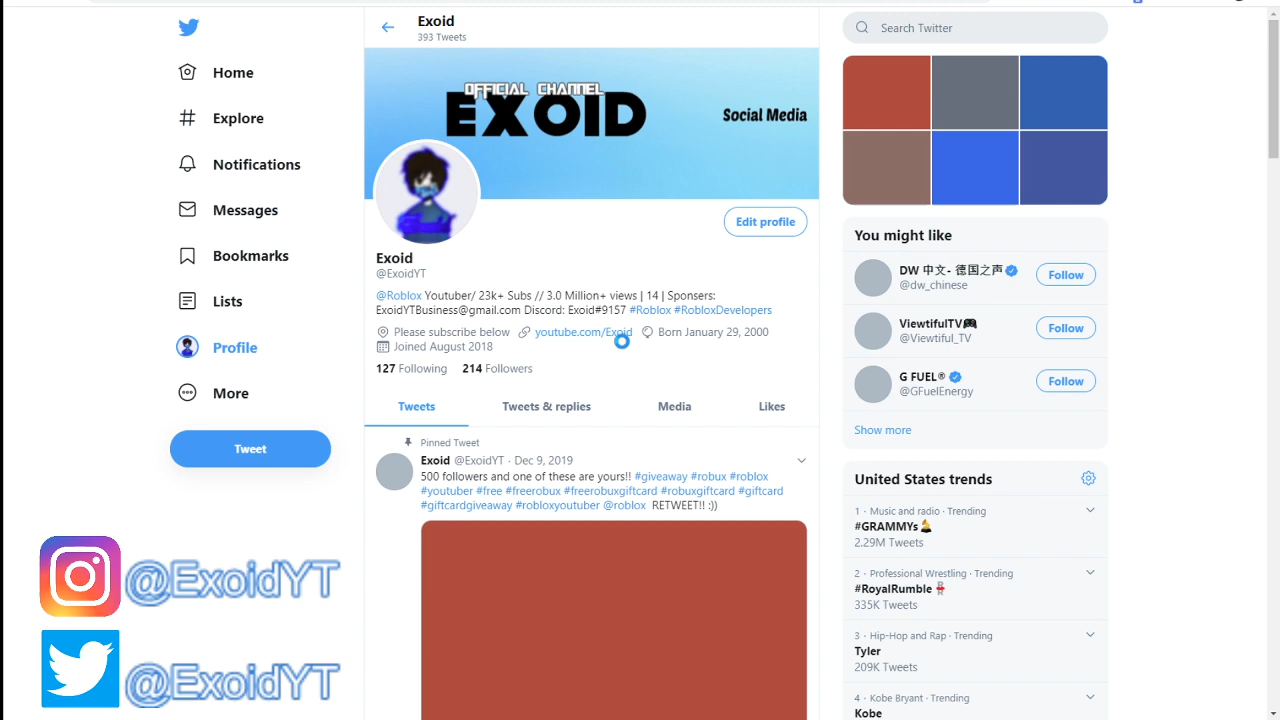 Exoid
393 Tweets
Search Twitter
Home
Explore
Notifications
Messages
Bookmarks
Lists
Profile
More
Tweet
OFFICIAL CHANNEL
EXOID
Social Media
Edit profile
Exoid
@ExoidYT
@Roblox Youtuber/ 23k+ Subs // 3.0 Million+ views | 14 | Sponsers:
ExoidYTBusiness@gmail.com Discord: Exoid#9157 #Roblox #RobloxDevelopers
Please subscribe below youtube.com/Exoid Born January 29, 2000
Joined August 2018
127 Following 214 Followers
Tweets Tweets & replies Media Likes
Pinned Tweet
Exoid @ExoidYT · Dec 9, 2019
500 followers and one of these are yours!! #giveaway #robux #roblox
#youtuber #free #freerobux #freerobuxgiftcard #robuxgiftcard #giftcard
#giftcardgiveaway #robloxyoutuber @roblox RETWEET!! :))
You might like
DW 中文- 德国之声
@dw_chinese
Follow
ViewtifulTV🎮
@Viewtiful_TV
Follow
G FUEL®
@GFuelEnergy
Follow
Show more
United States trends
1 · Music and radio · Trending
#GRAMMYs
2.29M Tweets
2 · Professional Wrestling · Trending
#RoyalRumble
335K Tweets
3 · Hip-Hop and Rap · Trending
Tyler
209K Tweets
4 · Kobe Bryant · Trending
Kobe
@ExoidYT
@ExoidYT